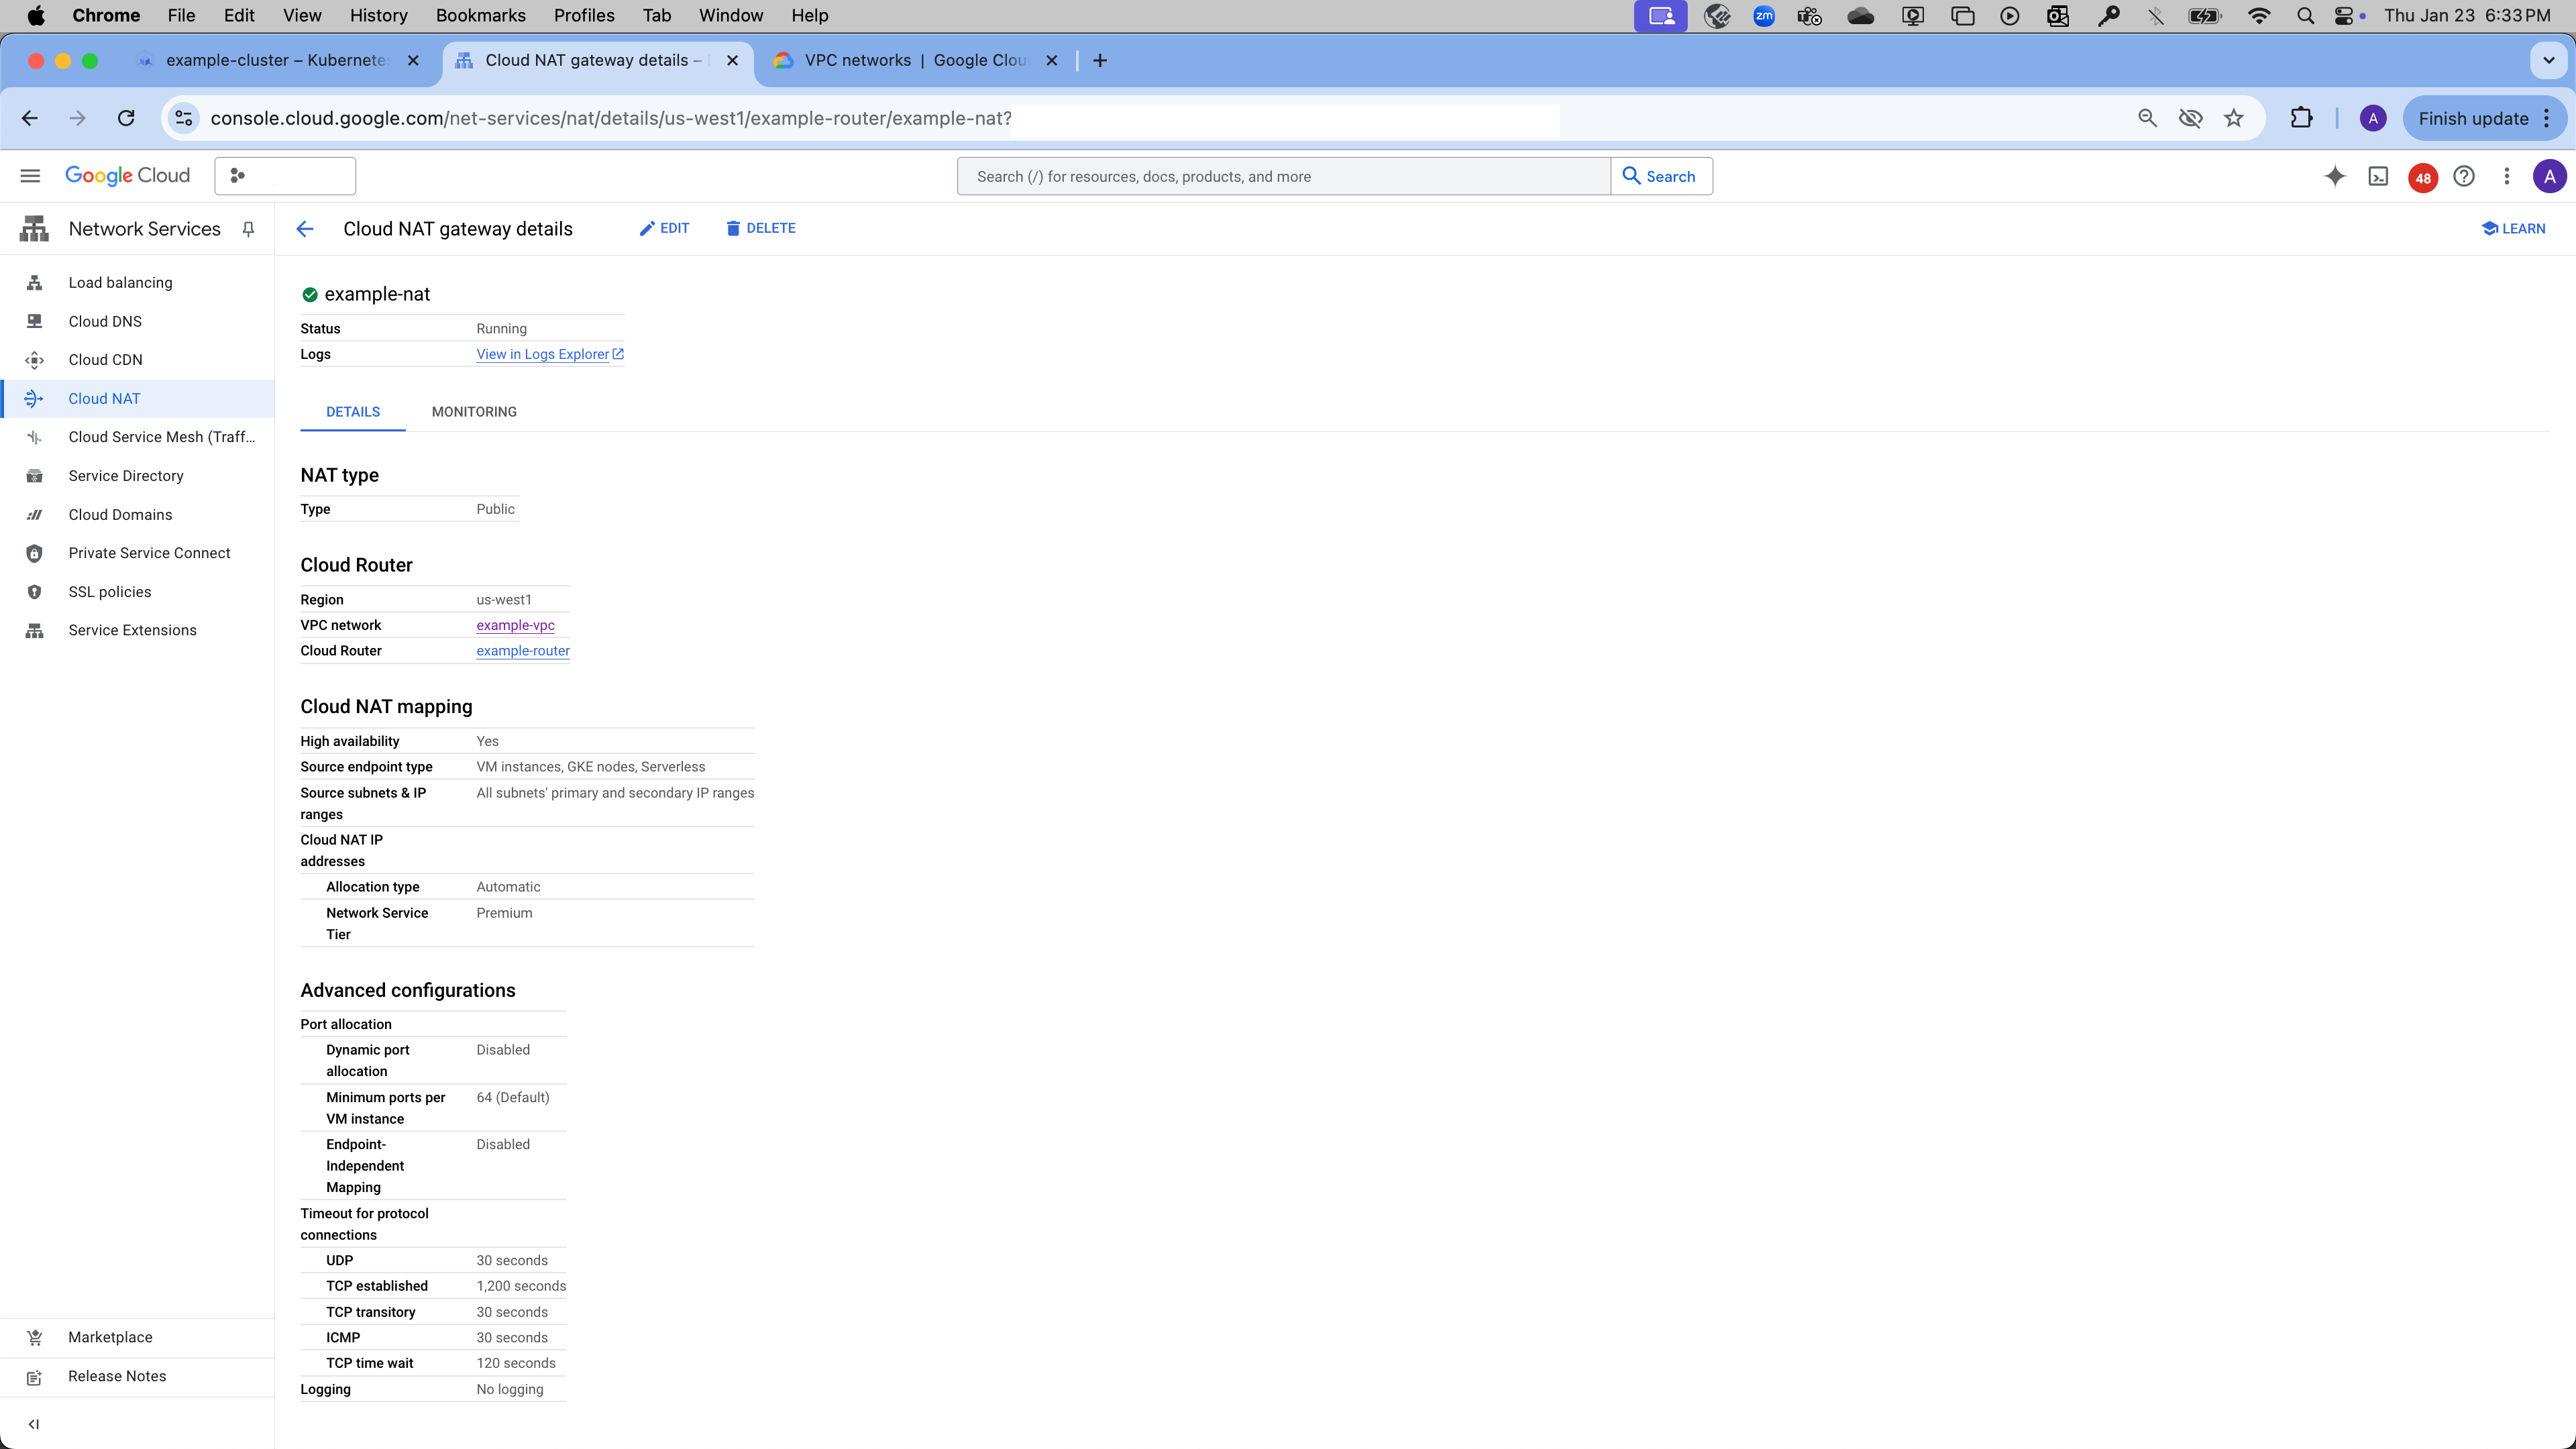 Chrome File Edit View History Bookmarks Profiles Tab Window Help
zm
Thu Jan 23 6:33 PM
example-cluster – Kubernete
Cloud NAT gateway details –
VPC networks | Google Clou
console.cloud.google.com/net-services/nat/details/us-west1/example-router/example-nat?
A
Finish update
Google Cloud
Search (/) for resources, docs, products, and more
Search
48
A
Network Services
Cloud NAT gateway details
EDIT
DELETE
LEARN
Load balancing
Cloud DNS
Cloud CDN
Cloud NAT
Cloud Service Mesh (Traff...
Service Directory
Cloud Domains
Private Service Connect
SSL policies
Service Extensions
Marketplace
Release Notes
example-nat
Status Running
Logs View in Logs Explorer
DETAILS MONITORING
NAT type
Type Public
Cloud Router
Region us-west1
VPC network example-vpc
Cloud Router example-router
Cloud NAT mapping
High availability Yes
Source endpoint type VM instances, GKE nodes, Serverless
Source subnets & IP All subnets' primary and secondary IP ranges
ranges
Cloud NAT IP
addresses
Allocation type Automatic
Network Service Premium
Tier
Advanced configurations
Port allocation
Dynamic port Disabled
allocation
Minimum ports per 64 (Default)
VM instance
Endpoint- Disabled
Independent
Mapping
Timeout for protocol
connections
UDP 30 seconds
TCP established 1,200 seconds
TCP transitory 30 seconds
ICMP 30 seconds
TCP time wait 120 seconds
Logging No logging